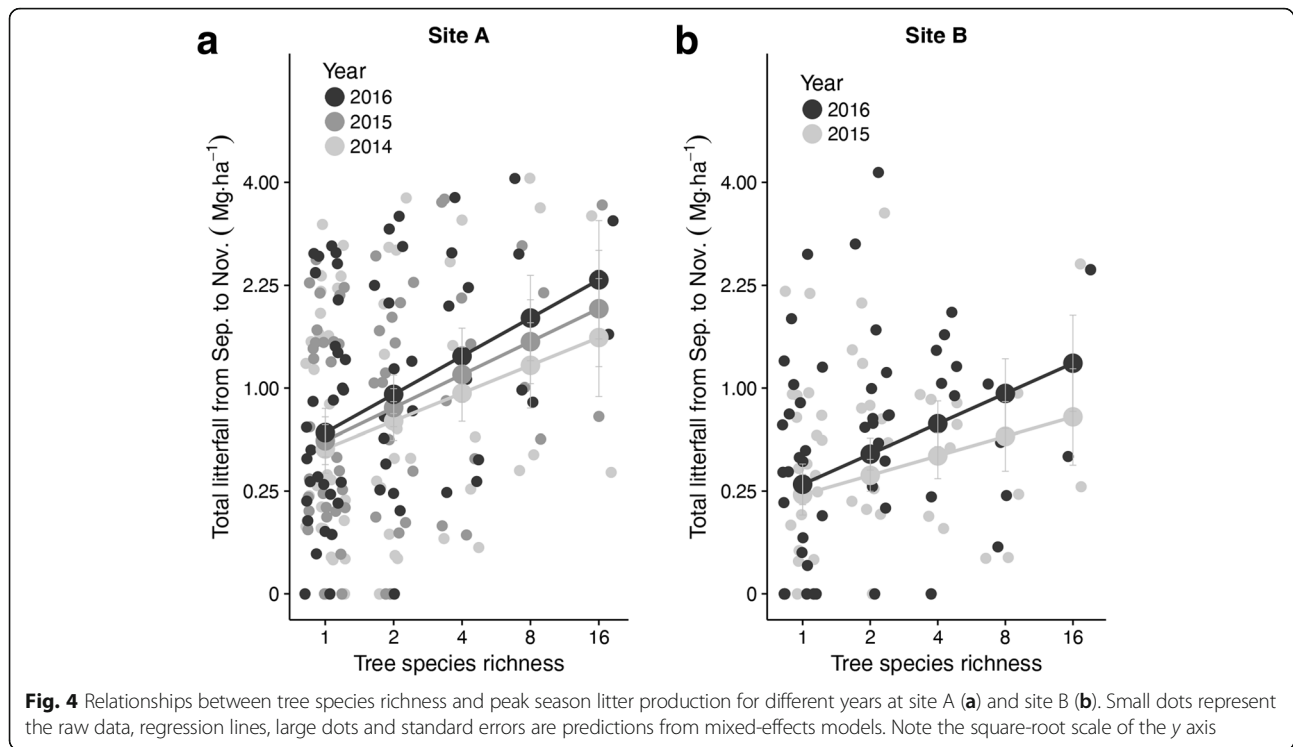 a
Site A
Year
2016
2015
2014
Total litterfall from Sep. to Nov. ( Mg·ha⁻¹)
4.00
2.25
1.00
0.25
0
1 2 4 8 16
Tree species richness
b
Site B
Year
2016
2015
Total litterfall from Sep. to Nov. ( Mg·ha⁻¹)
4.00
2.25
1.00
0.25
0
1 2 4 8 16
Tree species richness
Fig. 4 Relationships between tree species richness and peak season litter production for different years at site A (a) and site B (b). Small dots represent
the raw data, regression lines, large dots and standard errors are predictions from mixed-effects models. Note the square-root scale of the y axis